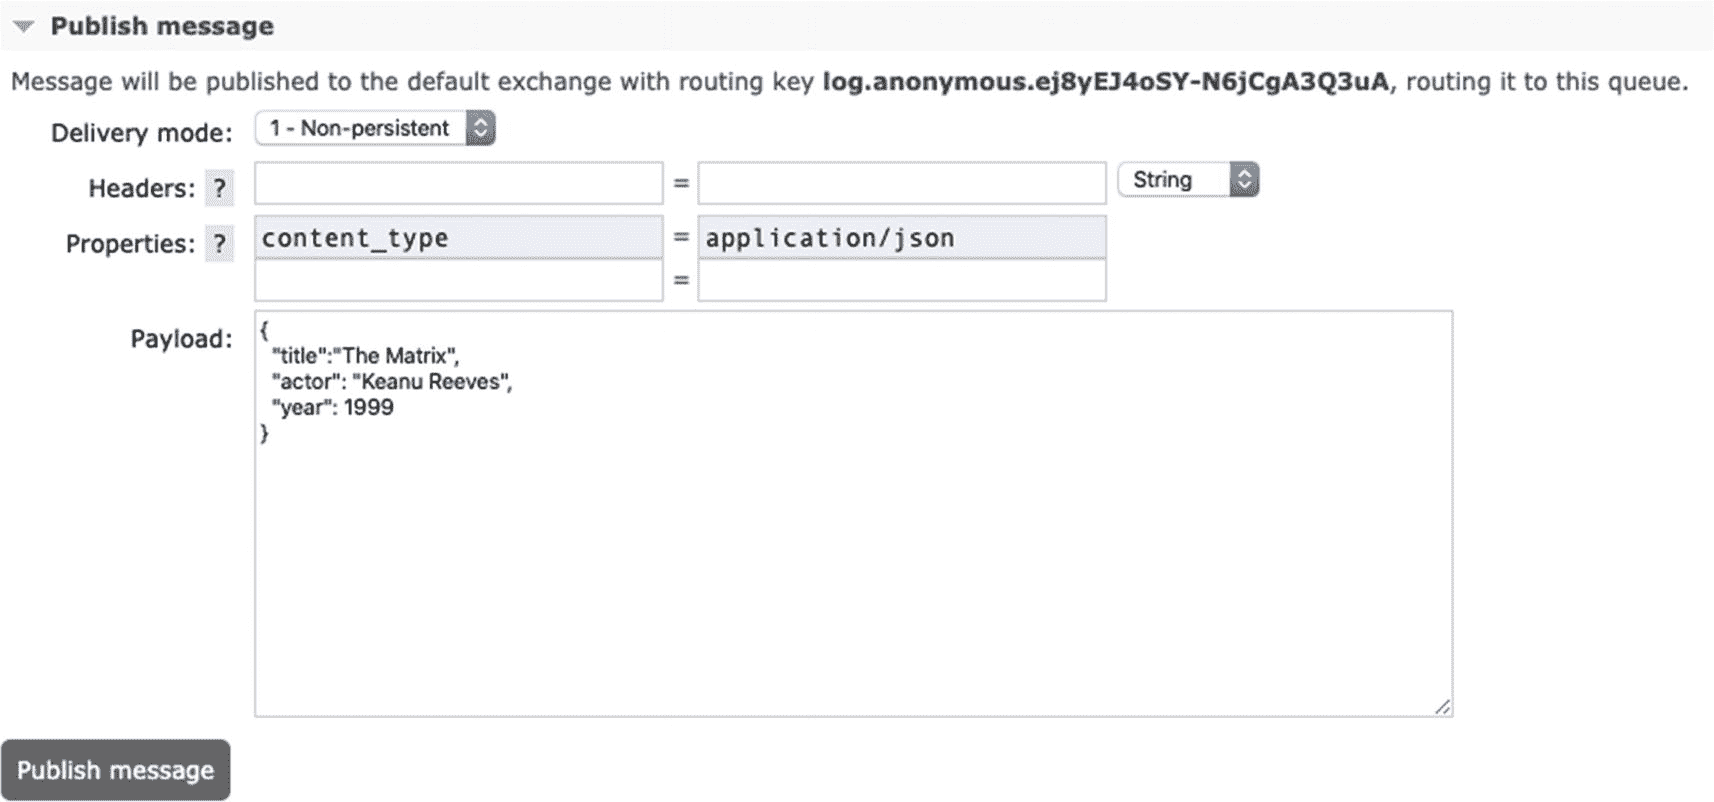 Publish message
Message will be published to the default exchange with routing key log.anonymous.ej8yEJ4oSY-N6jCgA3Q3uA, routing it to this queue.
Delivery mode: 1 - Non-persistent
Headers: ? = String
Properties: ? content_type = application/json
=
Payload: {
"title":"The Matrix",
"actor": "Keanu Reeves",
"year": 1999
}
Publish message